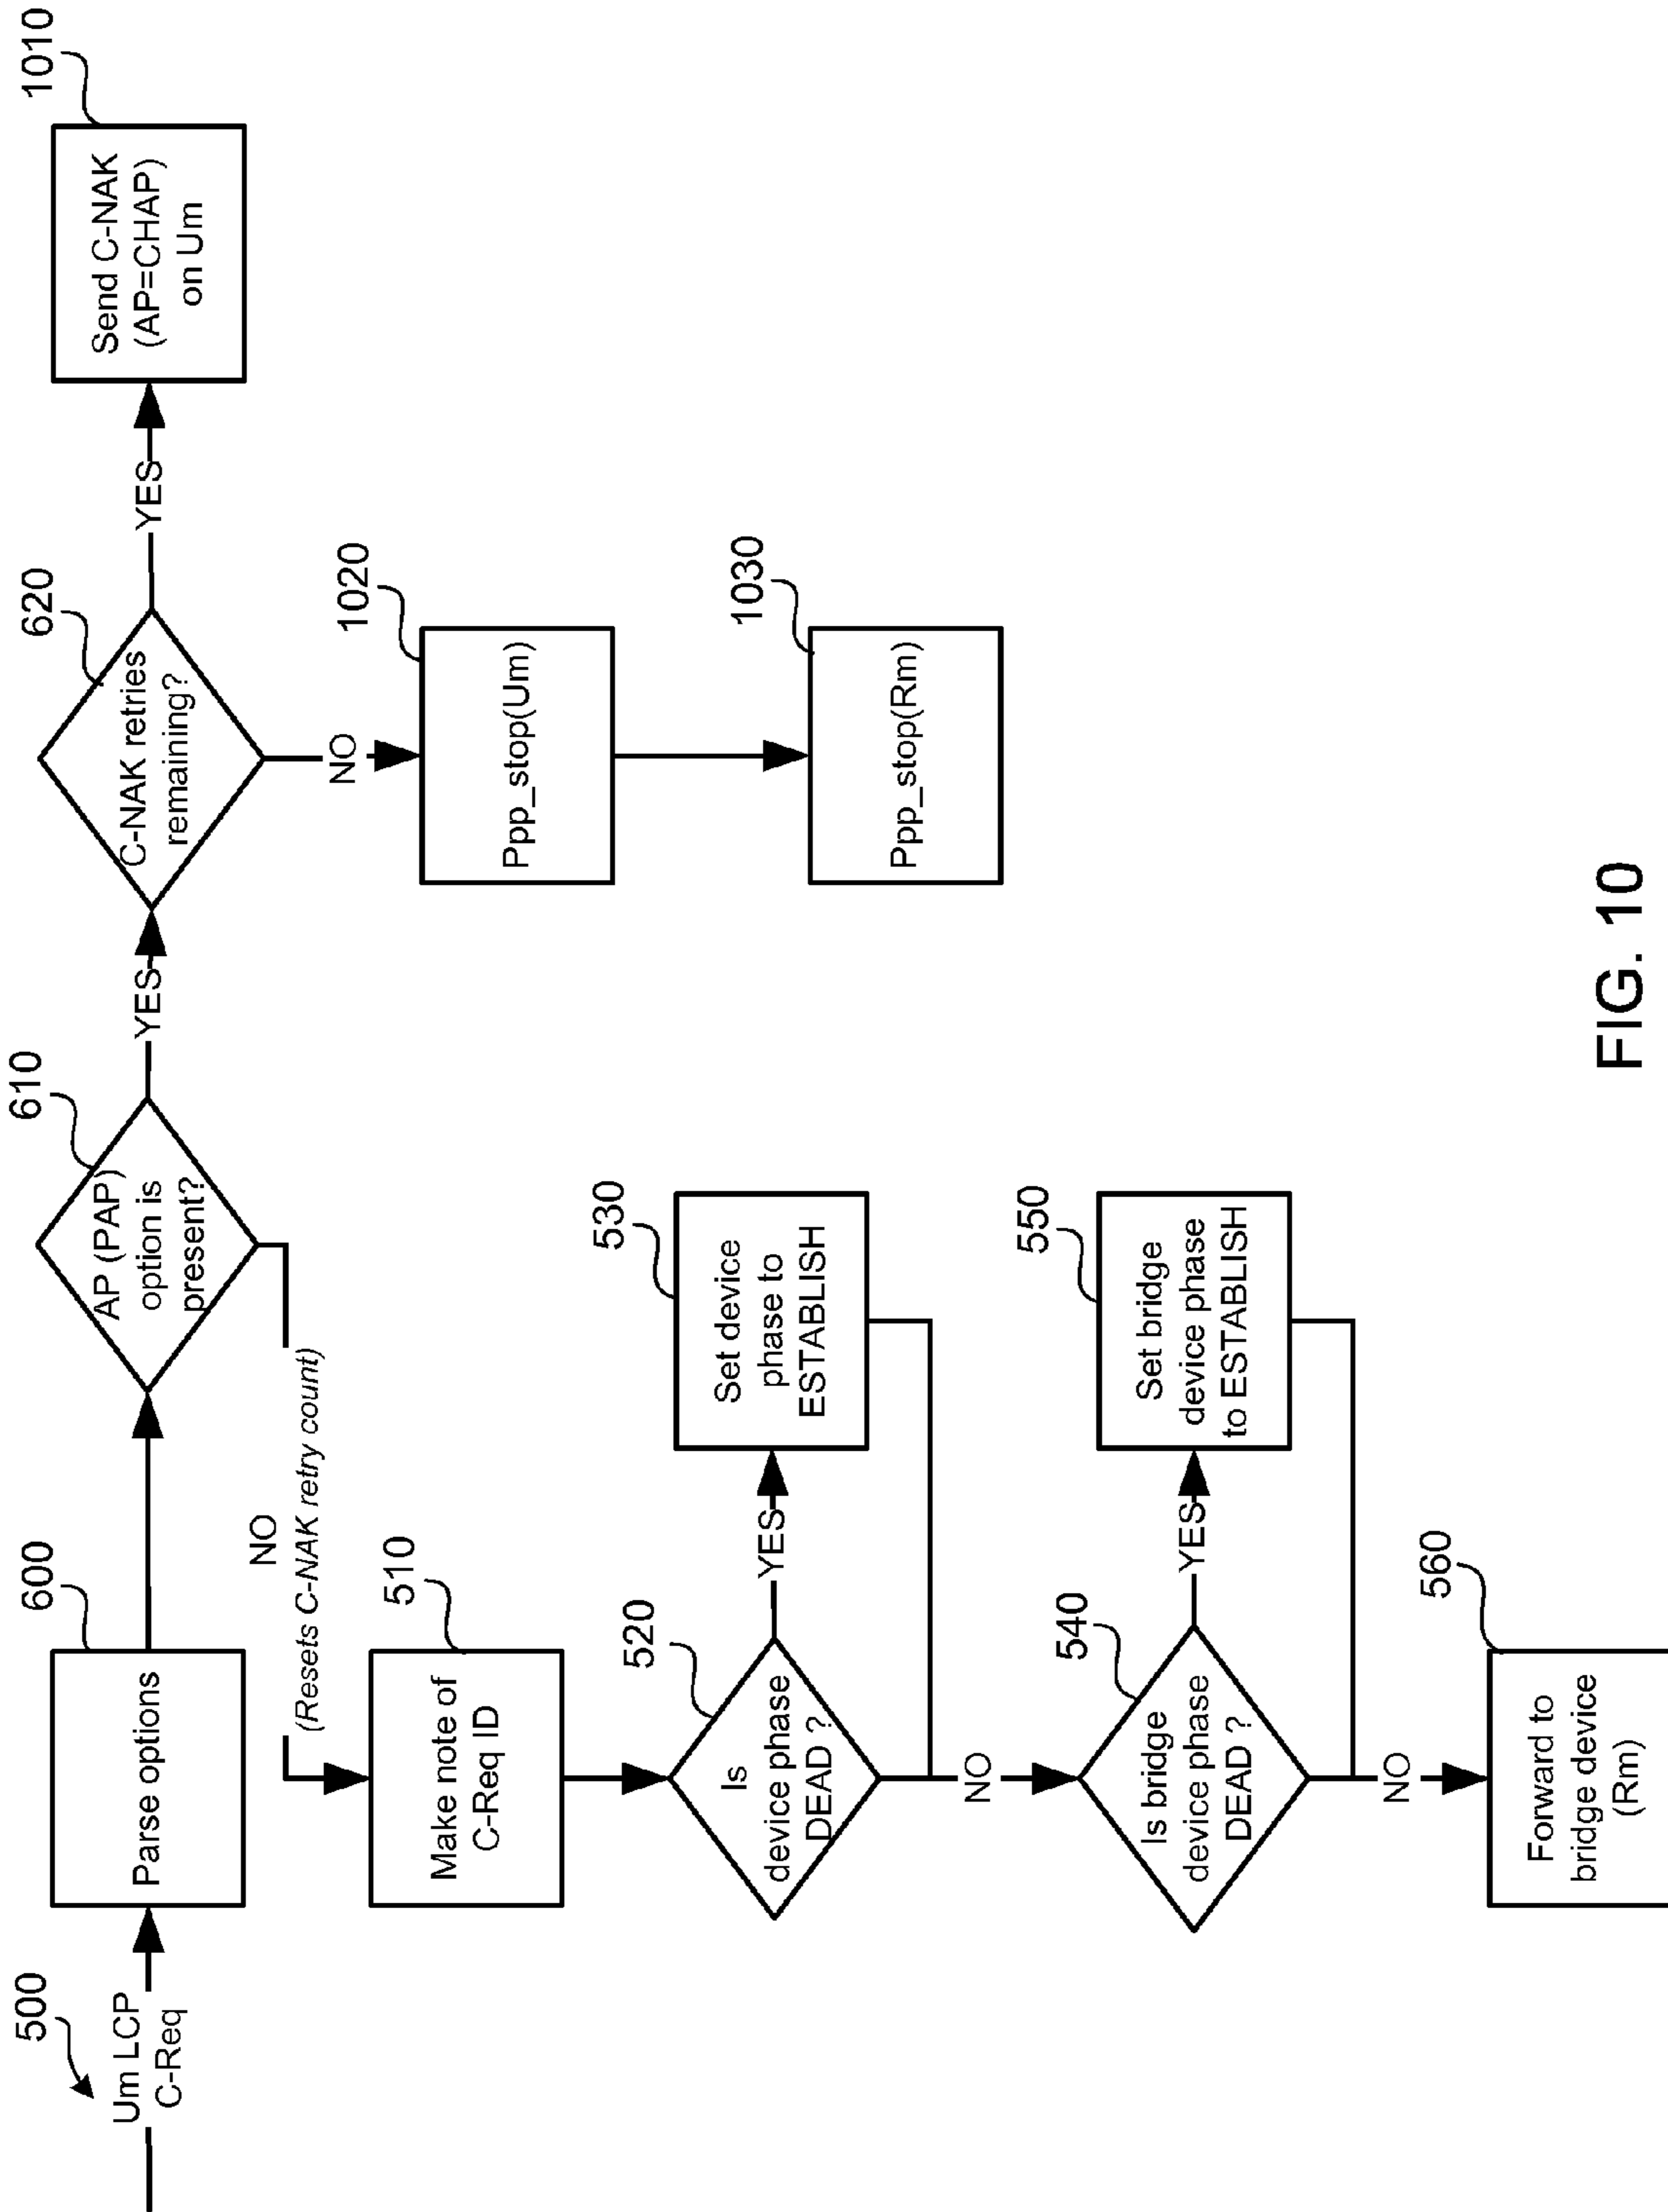 500
Um LCP
C-Req
600
Parse options
610
AP (PAP)
option is
present?
YES
620
C-NAK retries
remaining?
YES
1010
Send C-NAK
(AP=CHAP)
on Um
NO
1020
Ppp_stop(Um)
1030
Ppp_stop(Rm)
NO
(Resets C-NAK retry count)
510
Make note of
C-Req ID
520
Is
device phase
DEAD ?
YES
530
Set device
phase to
ESTABLISH
NO
540
Is bridge
device phase
DEAD ?
YES
550
Set bridge
device phase
to ESTABLISH
NO
560
Forward to
bridge device
(Rm)
FIG. 10